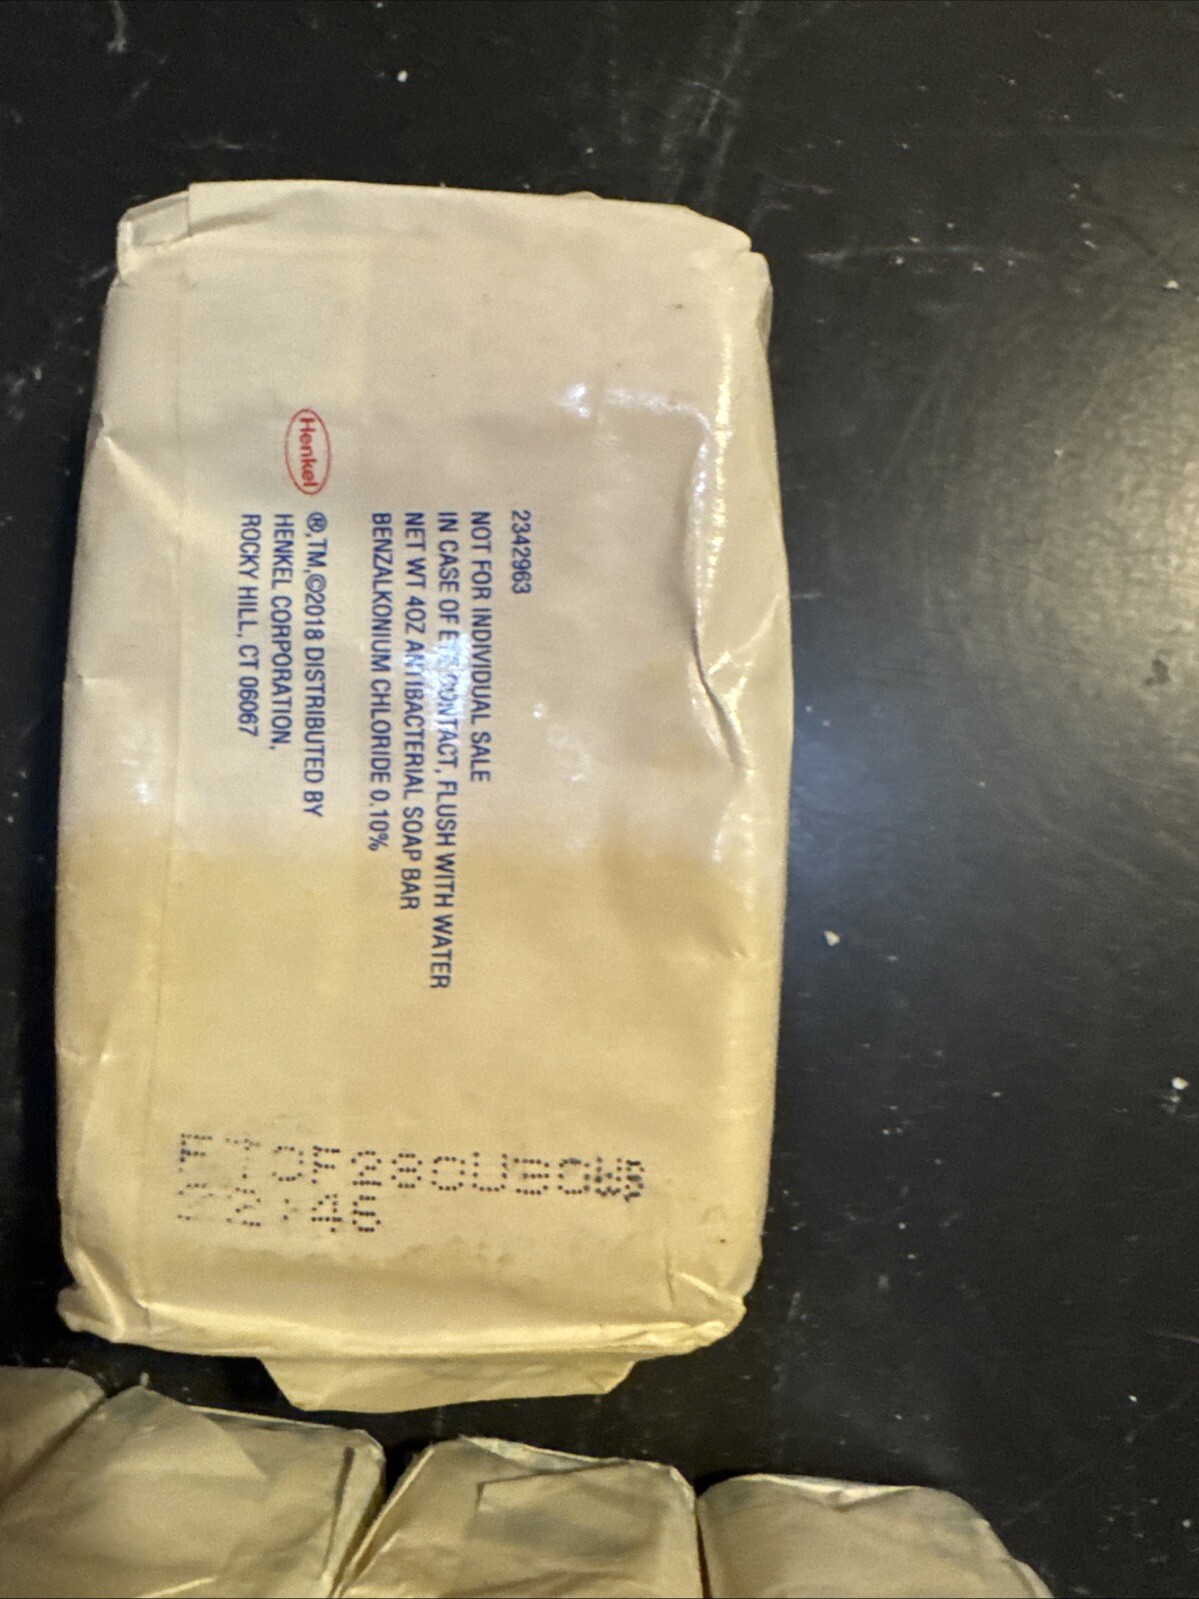 2342963
NOT FOR INDIVIDUAL SALE
IN CASE OF EYE CONTACT, FLUSH WITH WATER
NET WT 4OZ ANTIBACTERIAL SOAP BAR
BENZALKONIUM CHLORIDE 0.10%
Henkel
®,TM,©2018 DISTRIBUTED BY
HENKEL CORPORATION,
ROCKY HILL, CT 06067